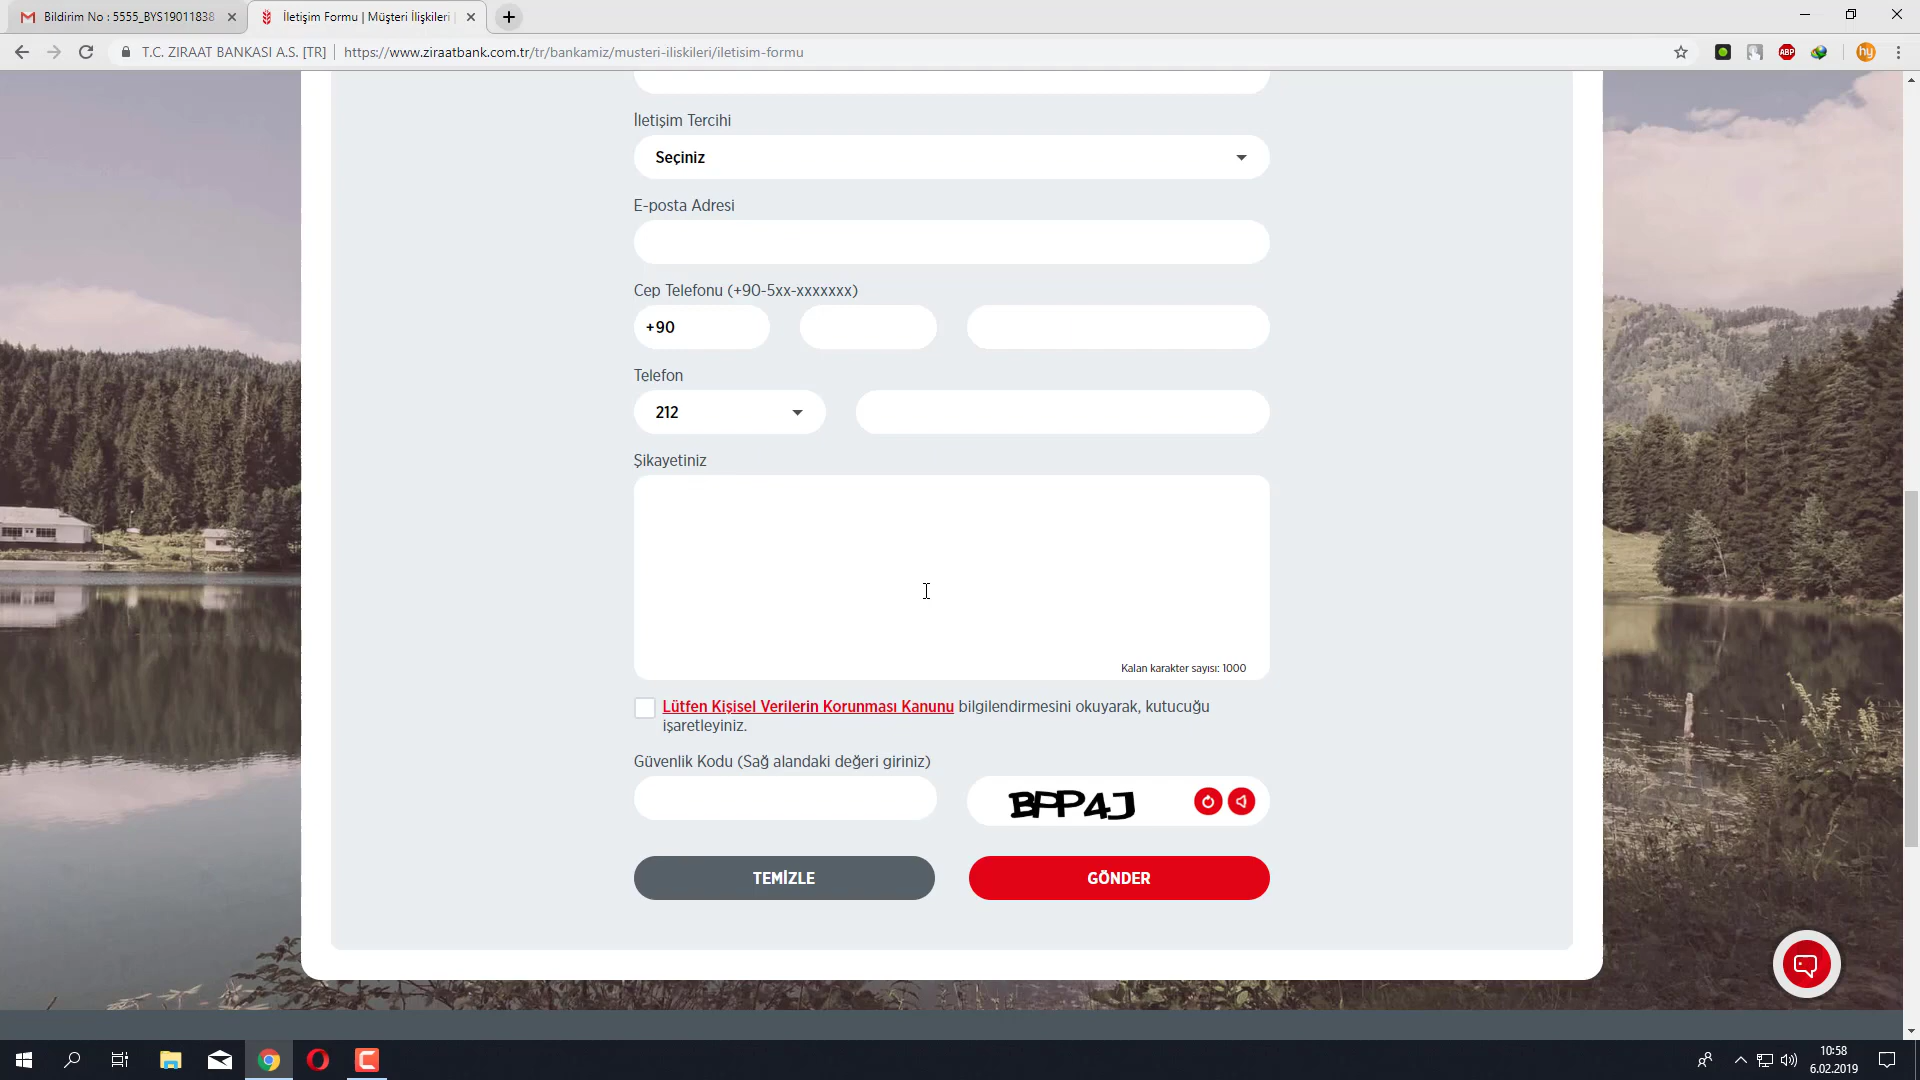 Bildirim No : 5555_BYS19011838
İletişim Formu | Müşteri İlişkileri |
T.C. ZIRAAT BANKASI A.S. [TR]
https://www.ziraatbank.com.tr/tr/bankamiz/musteri-iliskileri/iletisim-formu
ABP
hy
İletişim Tercihi
Seçiniz
E-posta Adresi
Cep Telefonu (+90-5xx-xxxxxxx)
+90
Telefon
212
Şikayetiniz
Kalan karakter sayısı: 1000
Lütfen Kişisel Verilerin Korunması Kanunu bilgilendirmesini okuyarak, kutucuğu
işaretleyiniz.
Güvenlik Kodu (Sağ alandaki değeri giriniz)
BPP4J
TEMİZLE
GÖNDER
10:58
6.02.2019